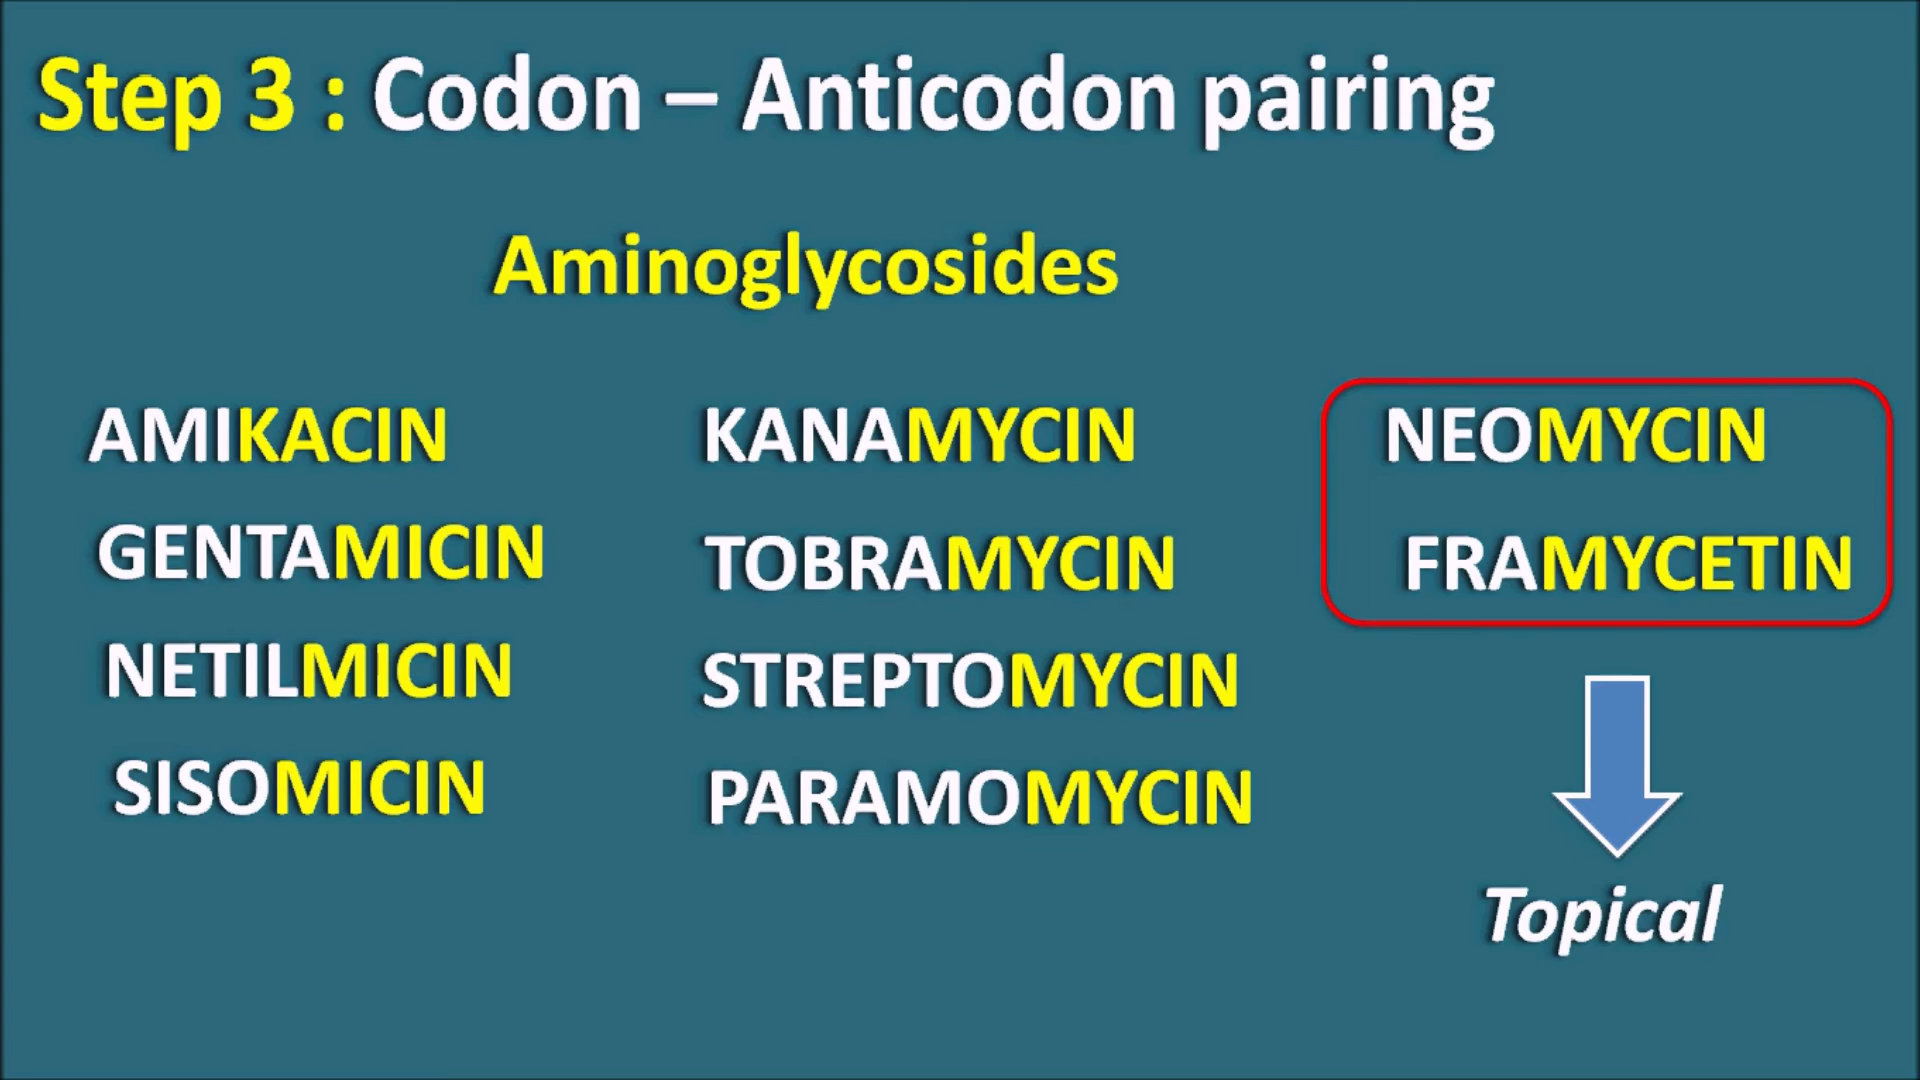 Step 3 : Codon – Anticodon pairing
Aminoglycosides
AMIKACIN
GENTAMICIN
NETILMICIN
SISOMICIN
KANAMYCIN
TOBRAMYCIN
STREPTOMYCIN
PARAMOMYCIN
NEOMYCIN
FRAMYCETIN
Topical